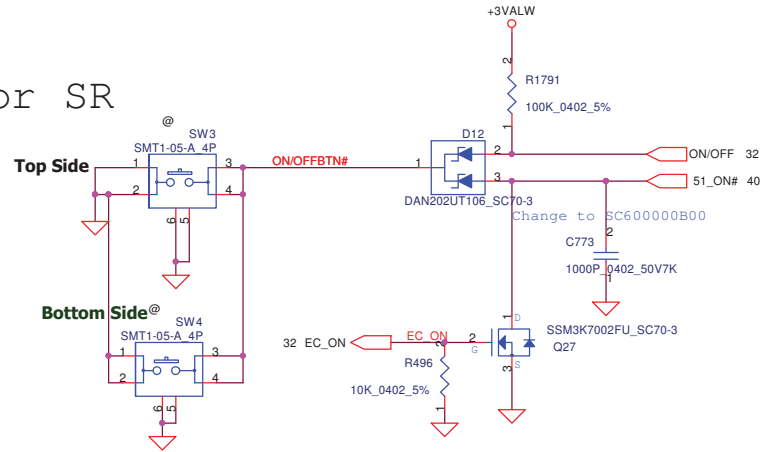 +3VALW
2
R1791
100K_0402_5%
1
or SR
@
SW3
SMT1-05-A_4P
Top Side
1
2
3
4
6
5
ON/OFFBTN#
D12
1
2
3
DAN202UT106_SC70-3
ON/OFF 32
51_ON# 40
Change to SC600000B00
C773
2
1000P_0402_50V7K
1
Bottom Side
@
SW4
SMT1-05-A_4P
1
2
3
4
6
5
32 EC_ON
EC_ON
2
R496
10K_0402_5%
1
2
G
1
D
3
S
SSM3K7002FU_SC70-3
Q27